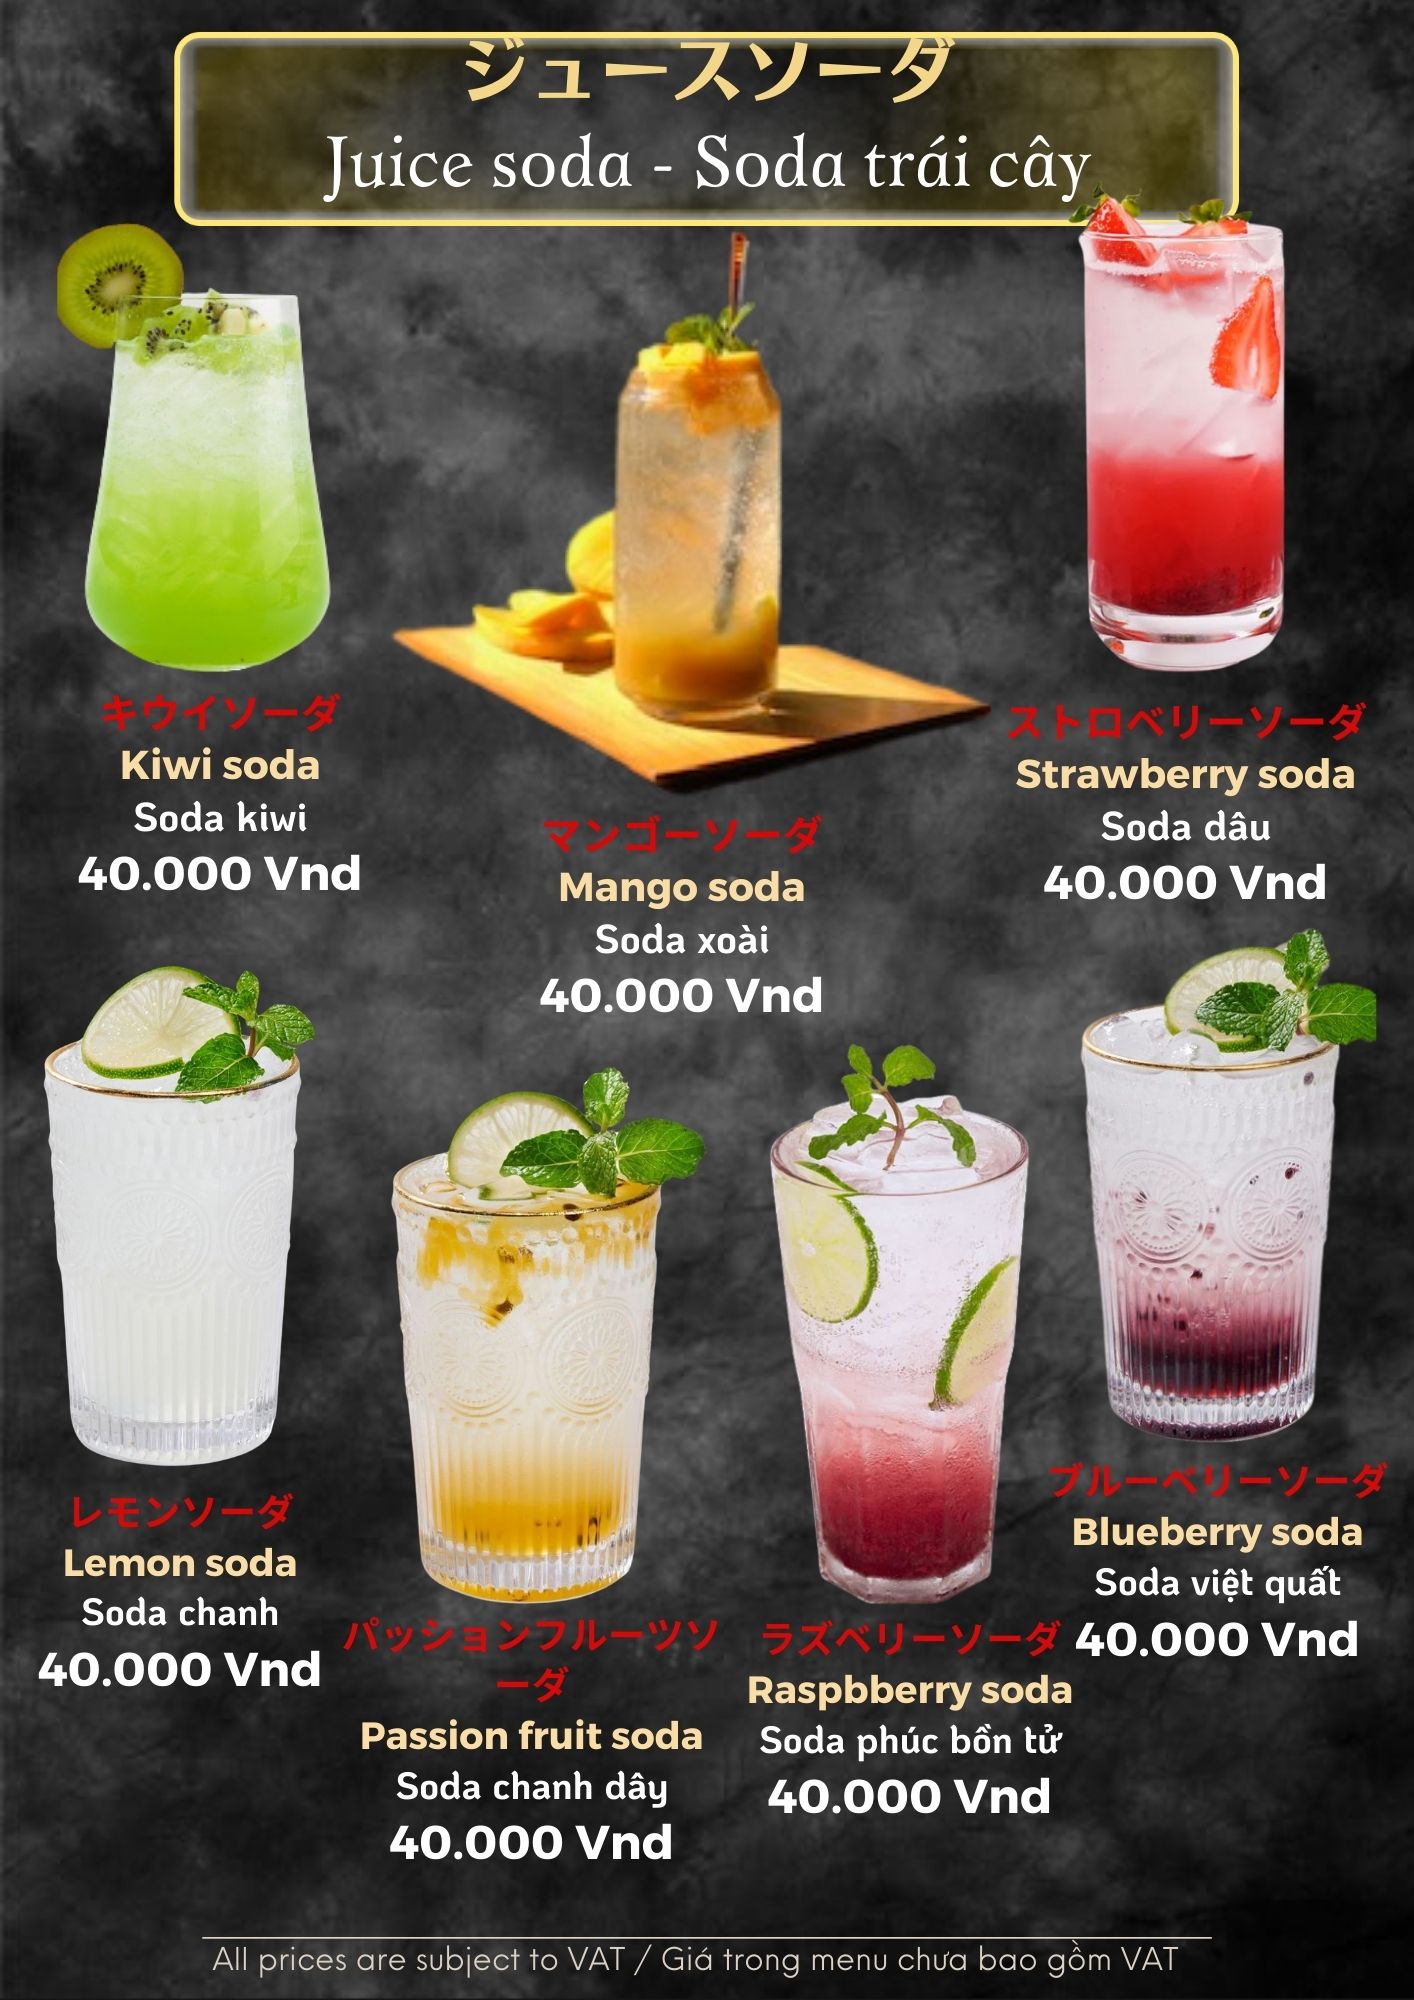 ジュースソーダ
Juice soda - Soda trái cây
キウイソーダ
Kiwi soda
Soda kiwi
40.000 Vnd
マンゴーソーダ
Mango soda
Soda xoài
40.000 Vnd
ストロベリーソーダ
Strawberry soda
Soda dâu
40.000 Vnd
レモンソーダ
Lemon soda
Soda chanh
40.000 Vnd
パッションフルーツソ
ーダ
Passion fruit soda
Soda chanh dây
40.000 Vnd
ラズベリーソーダ
Raspbberry soda
Soda phúc bồn tử
40.000 Vnd
ブルーベリーソーダ
Blueberry soda
Soda việt quất
40.000 Vnd
All prices are subject to VAT / Giá trong menu chưa bao gồm VAT